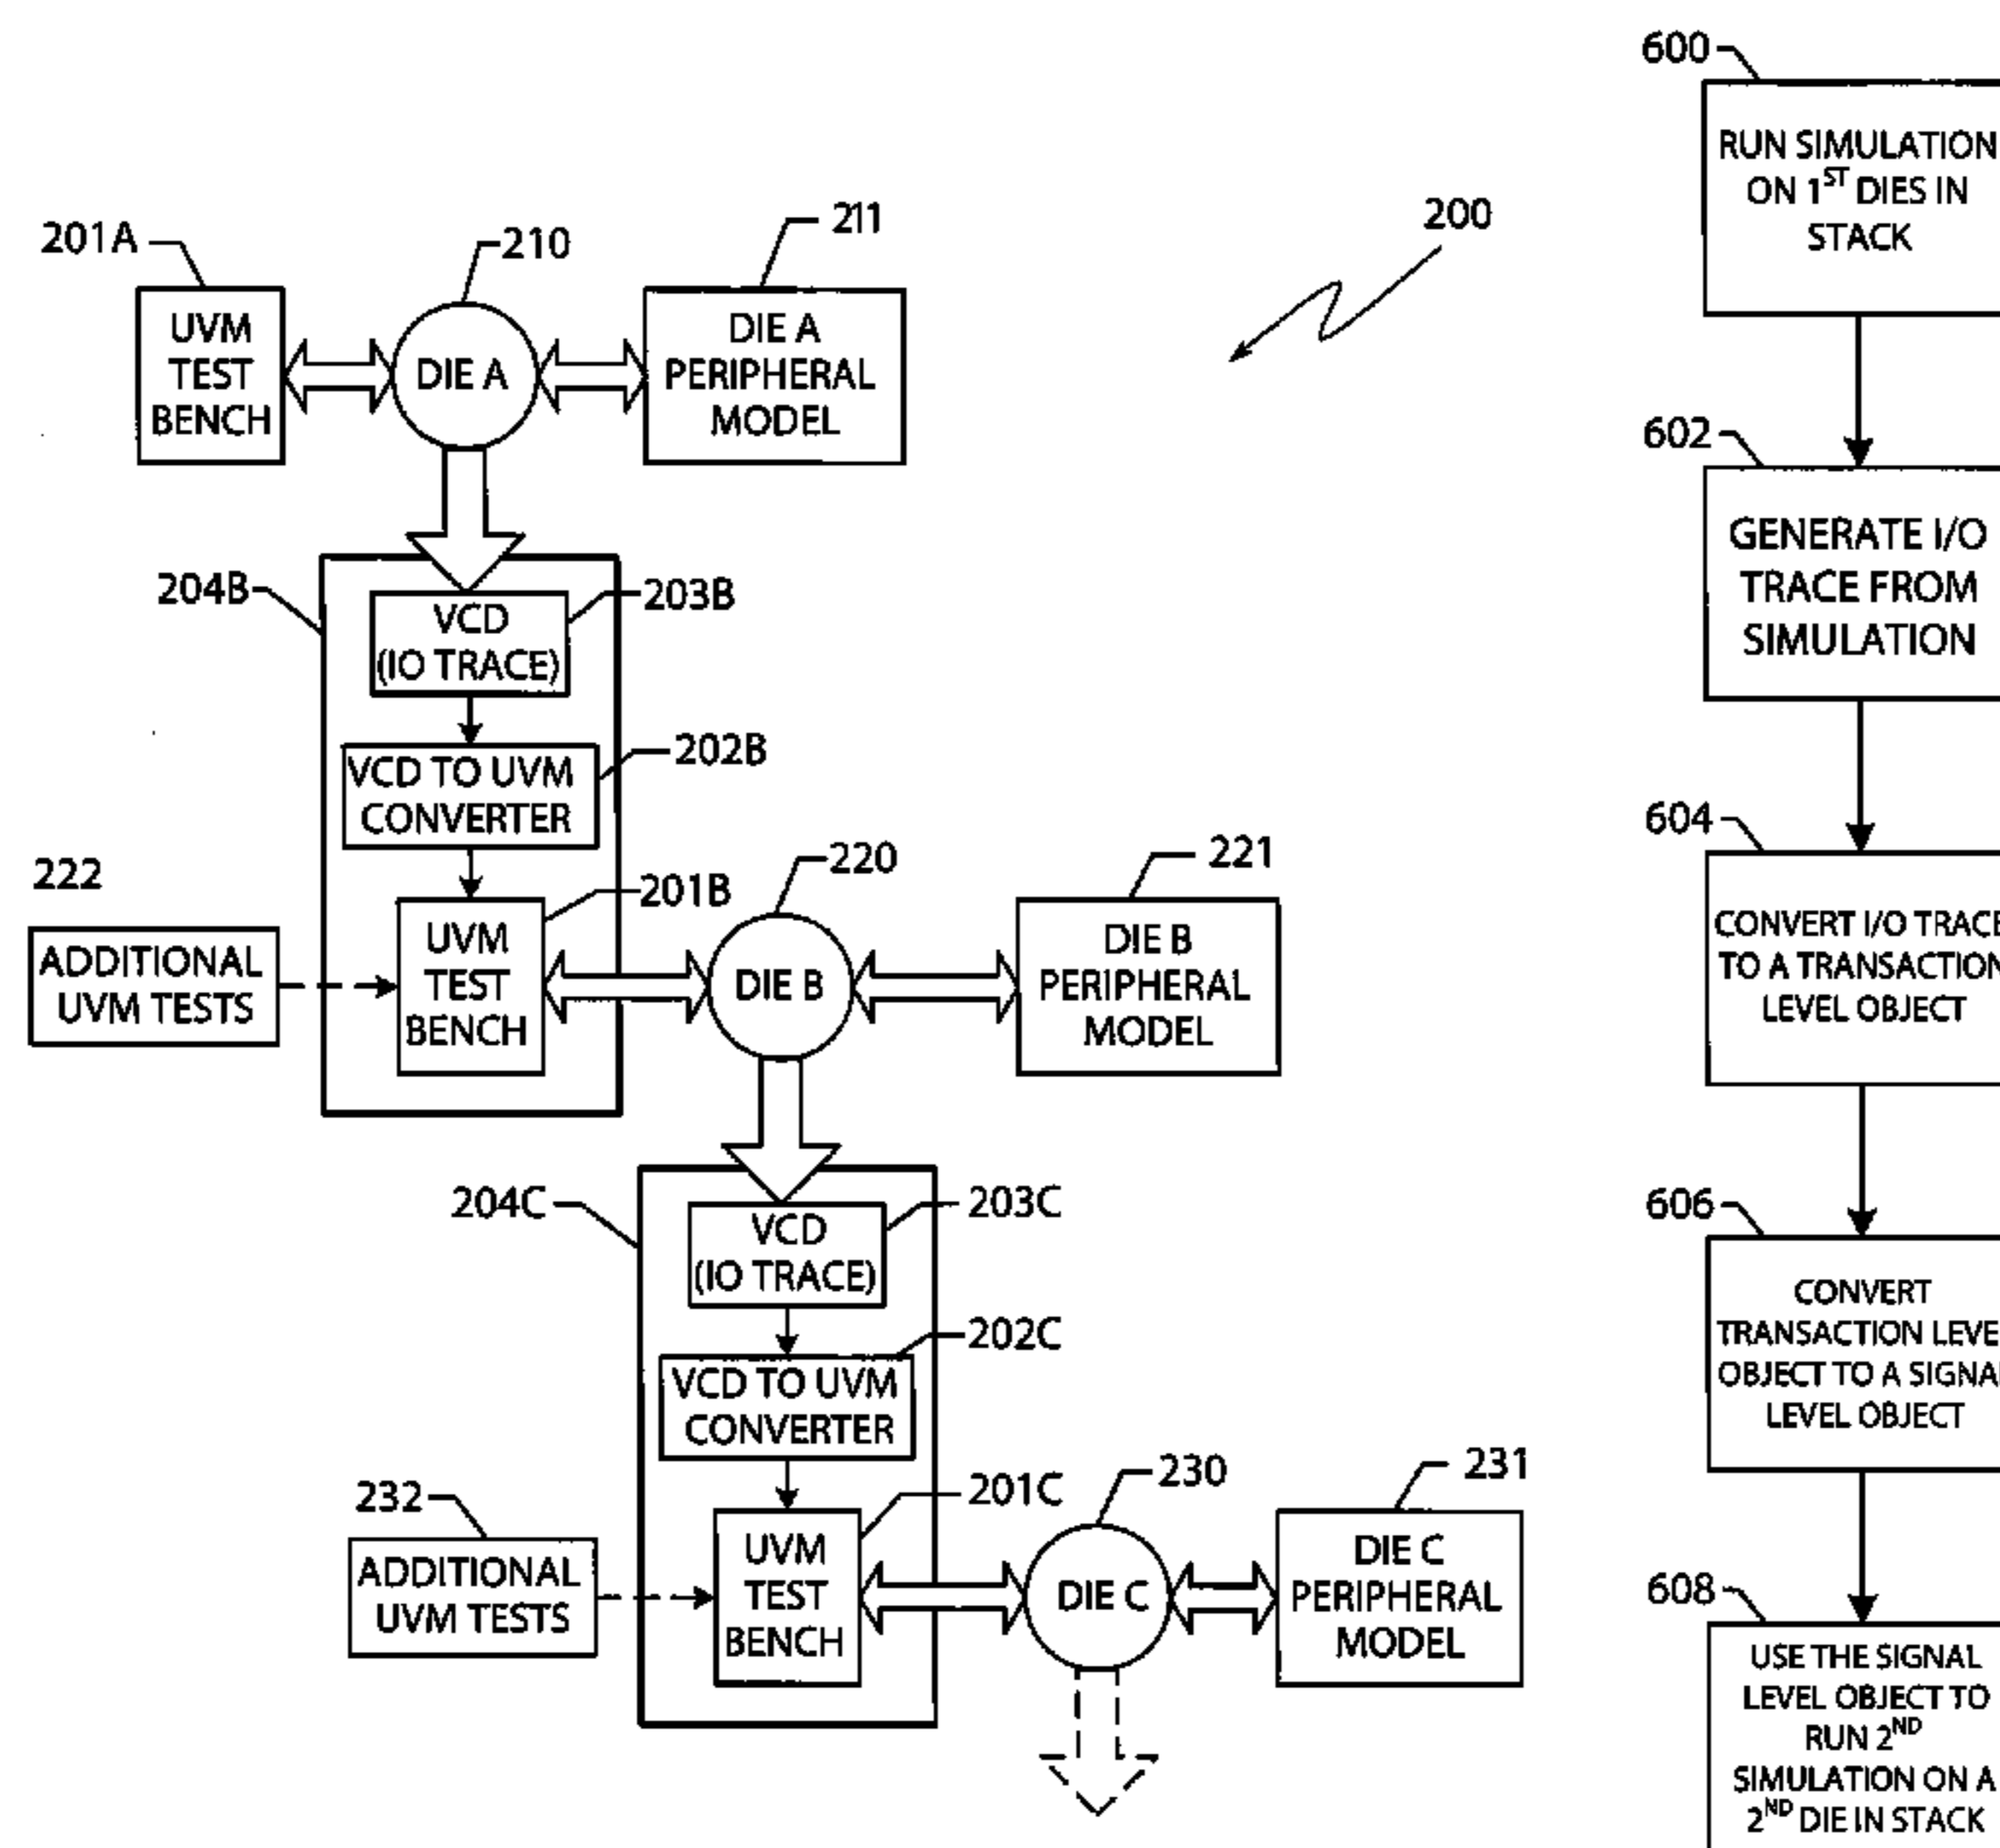 201A
210
211
200
UVM
TEST
BENCH
DIE A
DIE A
PERIPHERAL
MODEL
204B
203B
VCD
(IO TRACE)
202B
VCD TO UVM
CONVERTER
222
201B
220
221
ADDITIONAL
UVM TESTS
UVM
TEST
BENCH
DIE B
DIE B
PERIPHERAL
MODEL
204C
203C
VCD
(IO TRACE)
202C
VCD TO UVM
CONVERTER
232
201C
230
231
ADDITIONAL
UVM TESTS
UVM
TEST
BENCH
DIE C
DIE C
PERIPHERAL
MODEL
600
RUN SIMULATION
ON 1ST DIES IN
STACK
602
GENERATE I/O
TRACE FROM
SIMULATION
604
CONVERT I/O TRACE
TO A TRANSACTION
LEVEL OBJECT
606
CONVERT
TRANSACTION LEVEL
OBJECT TO A SIGNAL
LEVEL OBJECT
608
USE THE SIGNAL
LEVEL OBJECT TO
RUN 2ND
SIMULATION ON A
2ND DIE IN STACK